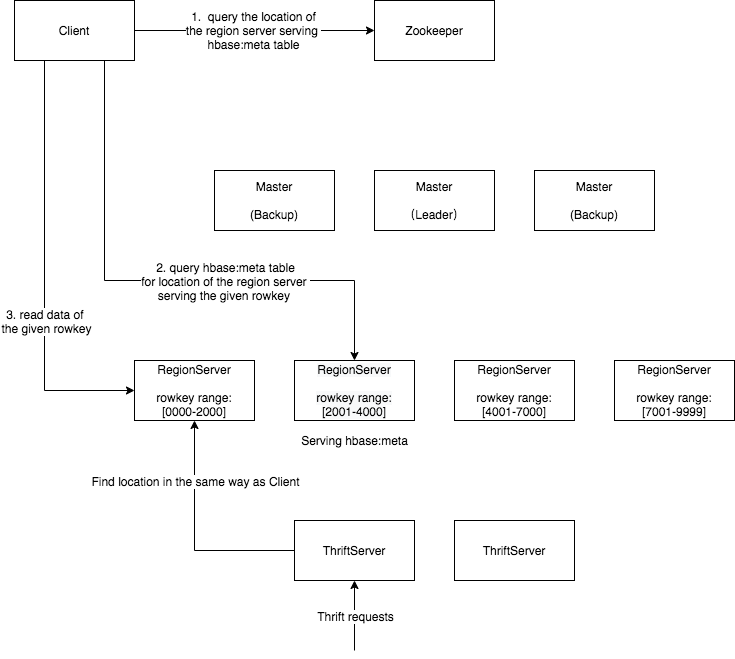 Client
1. query the location of
the region server serving
hbase:meta table
Zookeeper
Master
(Backup)
Master
(Leader)
Master
(Backup)
2. query hbase:meta table
for location of the region server
serving the given rowkey
3. read data of
the given rowkey
RegionServer
rowkey range:
[0000-2000]
RegionServer
rowkey range:
[2001-4000]
RegionServer
rowkey range:
[4001-7000]
RegionServer
rowkey range:
[7001-9999]
Serving hbase:meta
Find location in the same way as Client
ThriftServer
ThriftServer
Thrift requests